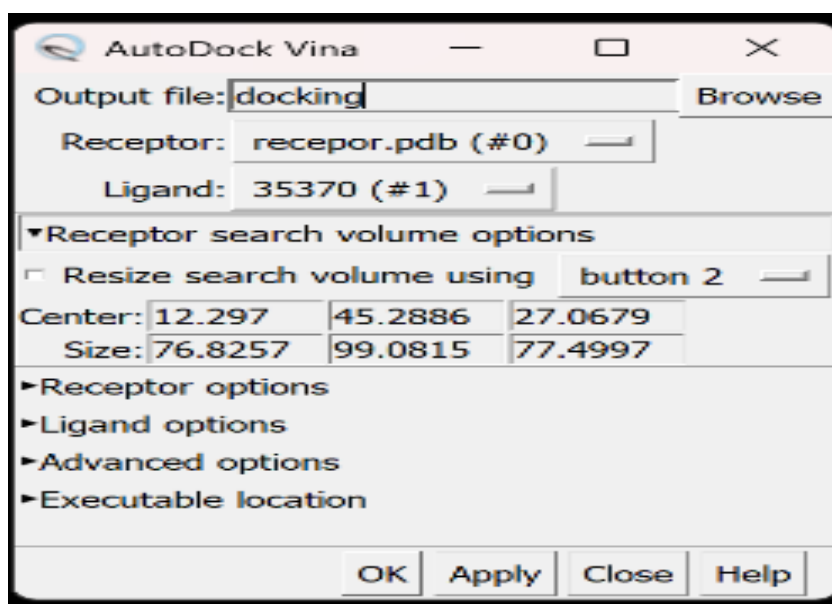 AutoDock Vina
Output file: docking Browse
Receptor: recepor.pdb (#0)
Ligand: 35370 (#1)
Receptor search volume options
Resize search volume using button 2
Center: 12.297 45.2886 27.0679
Size: 76.8257 99.0815 77.4997
Receptor options
Ligand options
Advanced options
Executable location
OK Apply Close Help